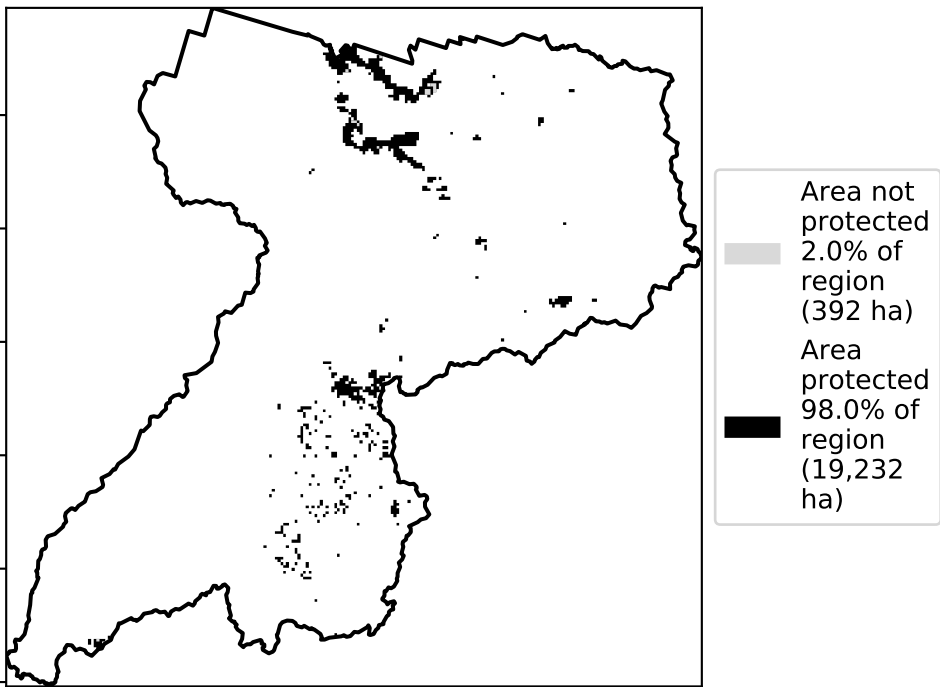 Area not
protected
2.0% of
region
(392 ha)
Area
protected
98.0% of
region
(19,232
ha)